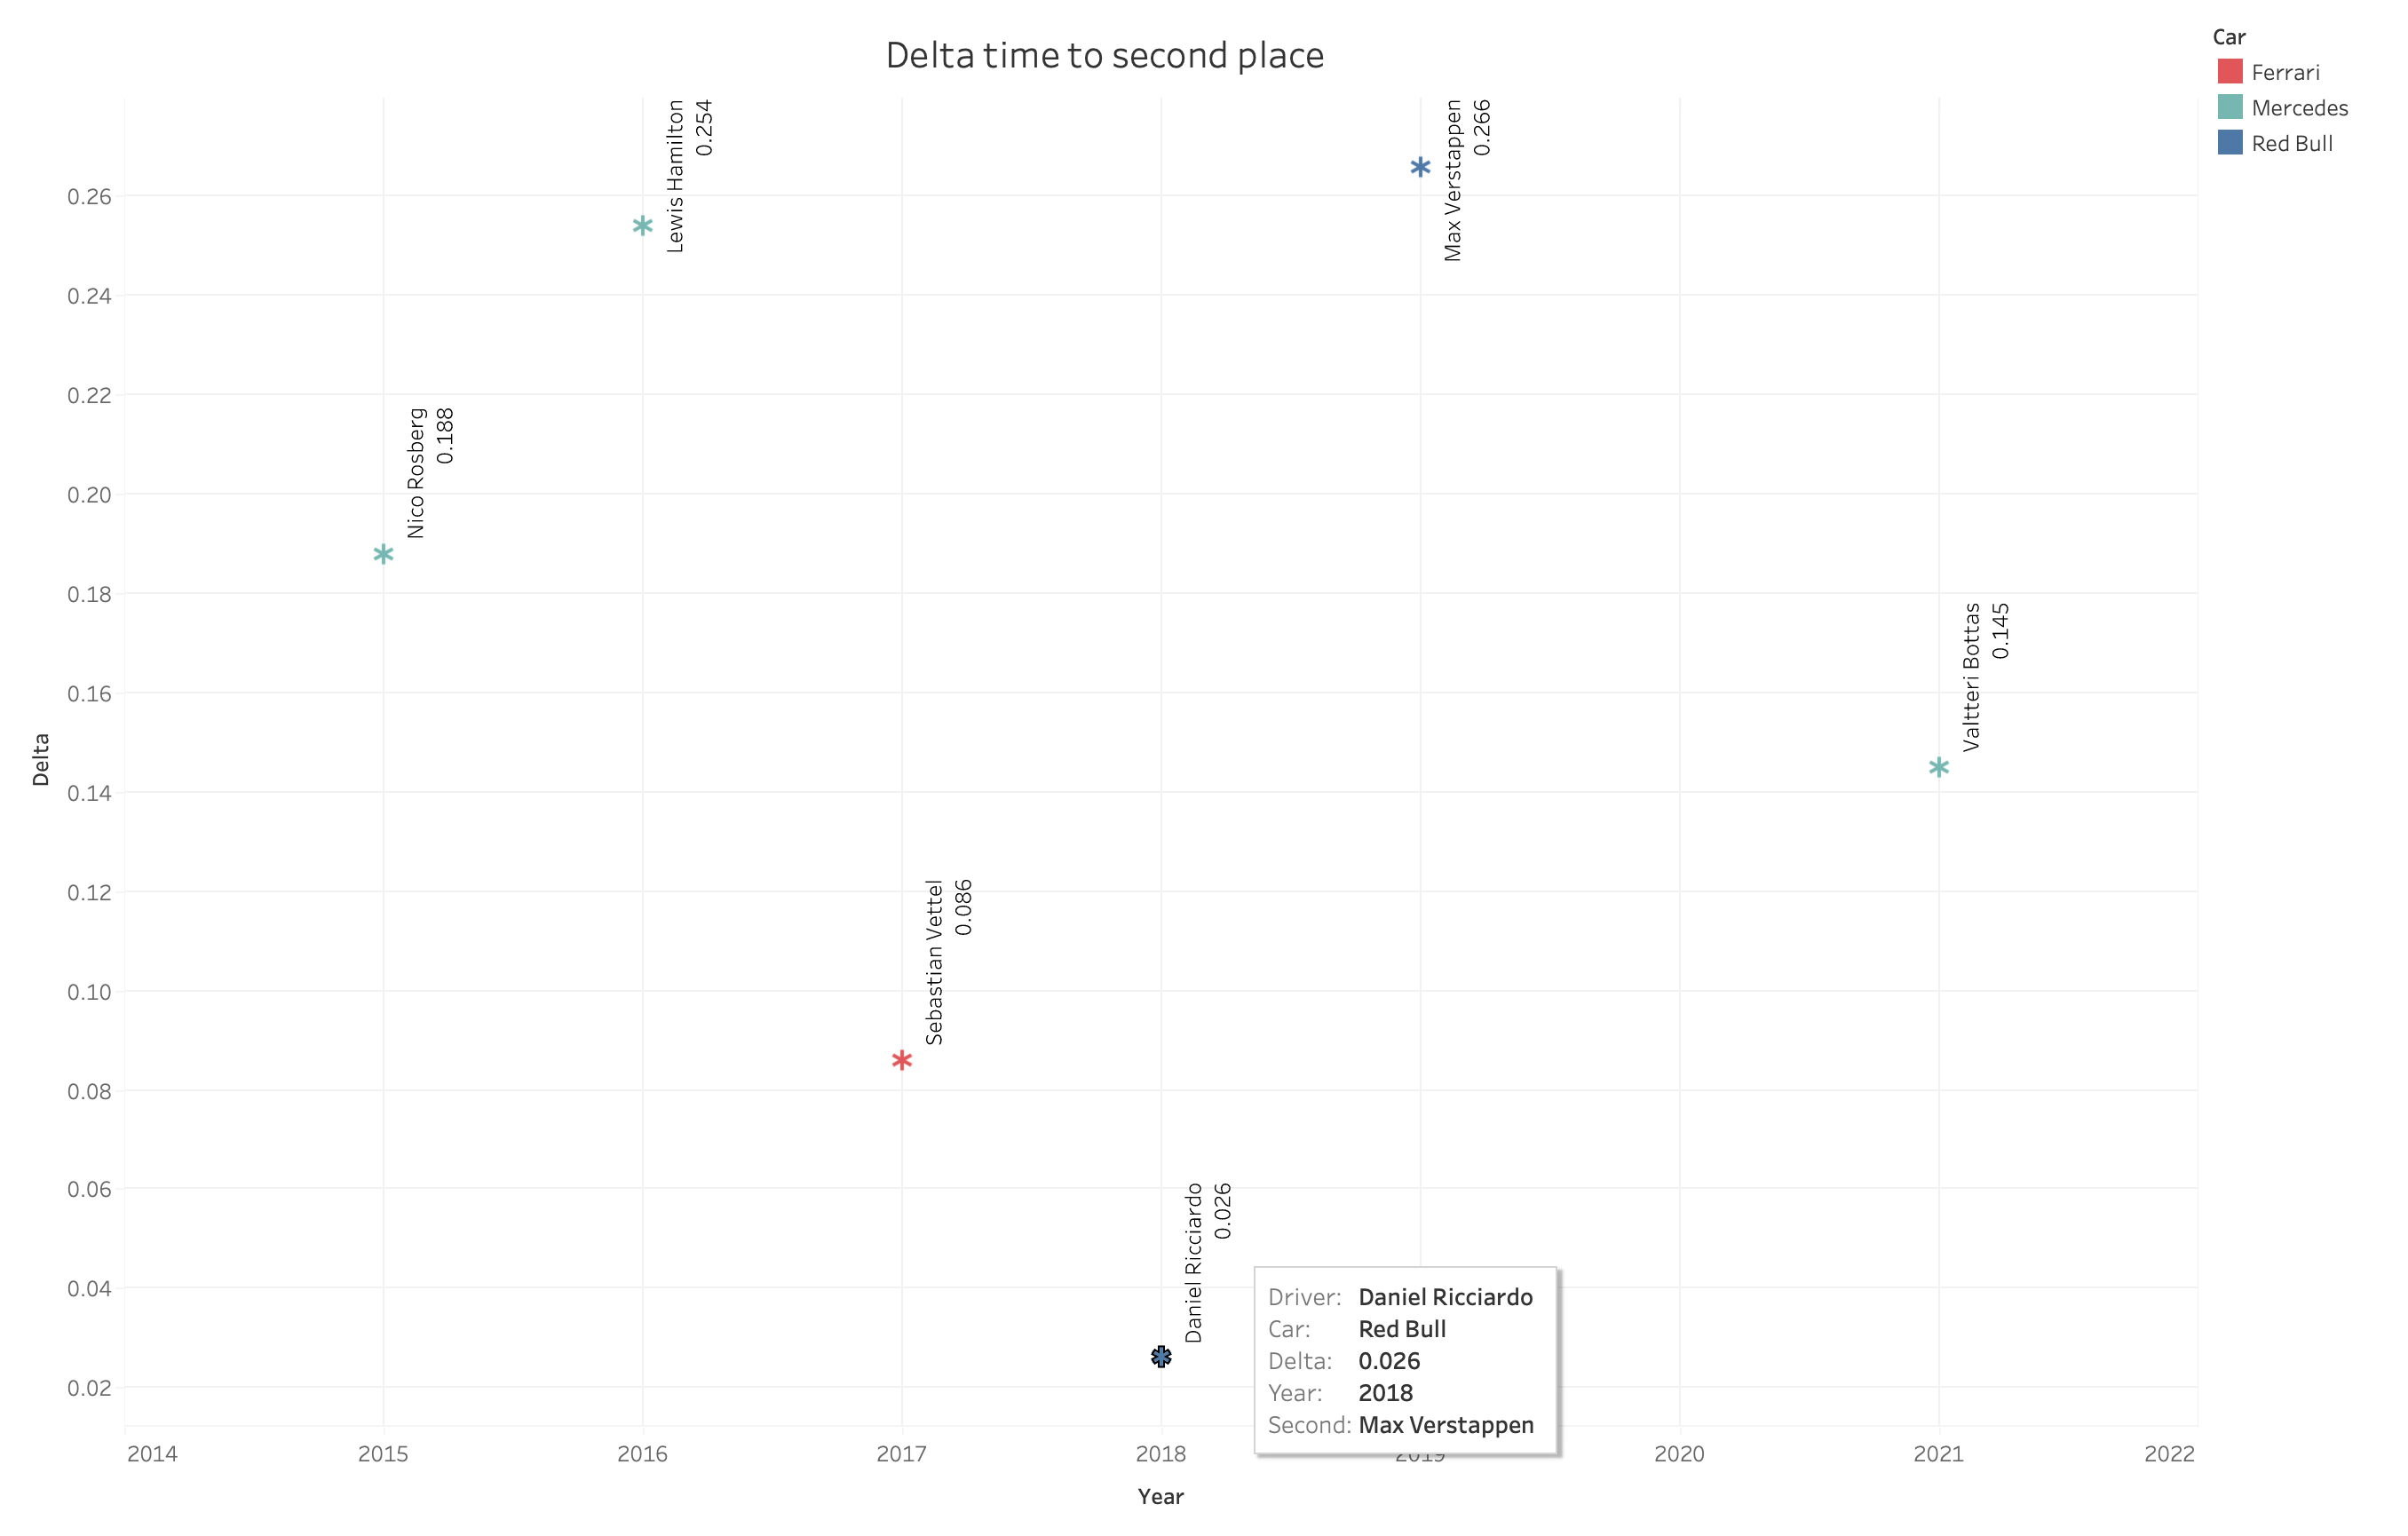 Delta time to second place
Car
Ferrari
Mercedes
Red Bull
Lewis Hamilton
0.254
Max Verstappen
0.266
Nico Rosberg
0.188
Valtteri Bottas
0.145
Sebastian Vettel
0.086
Daniel Ricciardo
0.026
0.26
0.24
0.22
0.20
0.18
0.16
0.14
0.12
0.10
0.08
0.06
0.04
0.02
Delta
Driver: Daniel Ricciardo
Car: Red Bull
Delta: 0.026
Year: 2018
Second: Max Verstappen
2014 2015 2016 2017 2018 2019 2020 2021 2022
Year